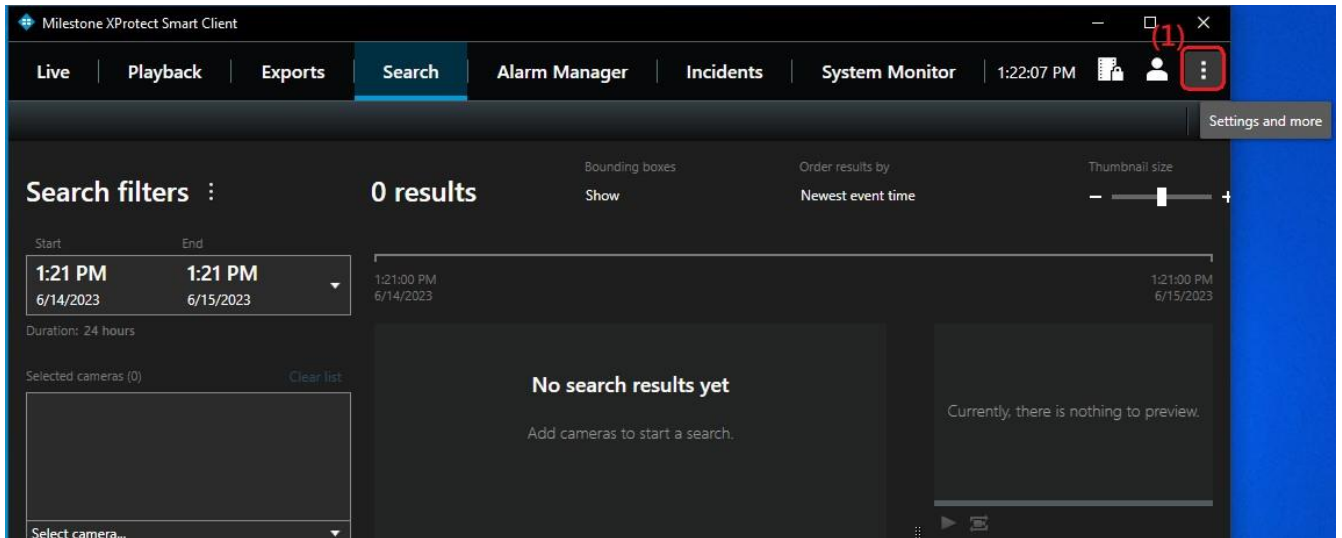 Milestone XProtect Smart Client
(1)
Live
Playback
Exports
Search
Alarm Manager
Incidents
System Monitor
1:22:07 PM
Settings and more
Search filters
0 results
Bounding boxes
Show
Order results by
Newest event time
Thumbnail size
Start
End
1:21 PM
6/14/2023
1:21 PM
6/15/2023
Duration: 24 hours
1:21:00 PM
6/14/2023
1:21:00 PM
6/15/2023
Selected cameras (0)
Clear list
Select camera...
No search results yet
Add cameras to start a search.
Currently, there is nothing to preview.